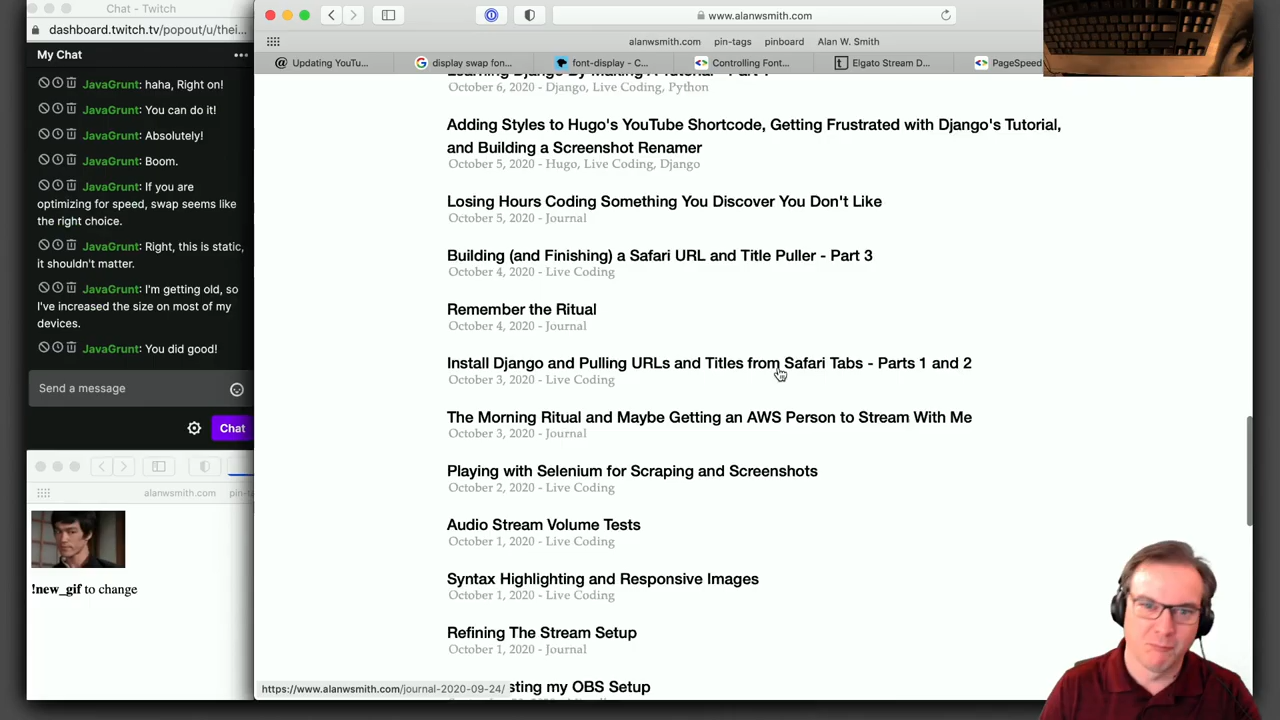 Chat - Twitch
dashboard.twitch.tv/popout/u/thei
My Chat
JavaGrunt: haha, Right on!
JavaGrunt: You can do it!
JavaGrunt: Absolutely!
JavaGrunt: Boom.
JavaGrunt: If you are
optimizing for speed, swap seems like
the right choice.
JavaGrunt: Right, this is static,
it shouldn't matter.
JavaGrunt: I'm getting old, so
I've increased the size on most of my
devices.
JavaGrunt: You did good!
Send a message
Chat
alanwsmith.com pin-ta
!new_gif to change
www.alanwsmith.com
alanwsmith.com pin-tags pinboard Alan W. Smith
Updating YouTu... display swap fon... font-display - C... Controlling Font... Elgato Stream D... PageSpeed
Learning Django By Making A Tutorial - Part 1
October 6, 2020 - Django, Live Coding, Python
Adding Styles to Hugo's YouTube Shortcode, Getting Frustrated with Django's Tutorial,
and Building a Screenshot Renamer
October 5, 2020 - Hugo, Live Coding, Django
Losing Hours Coding Something You Discover You Don't Like
October 5, 2020 - Journal
Building (and Finishing) a Safari URL and Title Puller - Part 3
October 4, 2020 - Live Coding
Remember the Ritual
October 4, 2020 - Journal
Install Django and Pulling URLs and Titles from Safari Tabs - Parts 1 and 2
October 3, 2020 - Live Coding
The Morning Ritual and Maybe Getting an AWS Person to Stream With Me
October 3, 2020 - Journal
Playing with Selenium for Scraping and Screenshots
October 2, 2020 - Live Coding
Audio Stream Volume Tests
October 1, 2020 - Live Coding
Syntax Highlighting and Responsive Images
October 1, 2020 - Live Coding
Refining The Stream Setup
October 1, 2020 - Journal
sting my OBS Setup
https://www.alanwsmith.com/journal-2020-09-24/